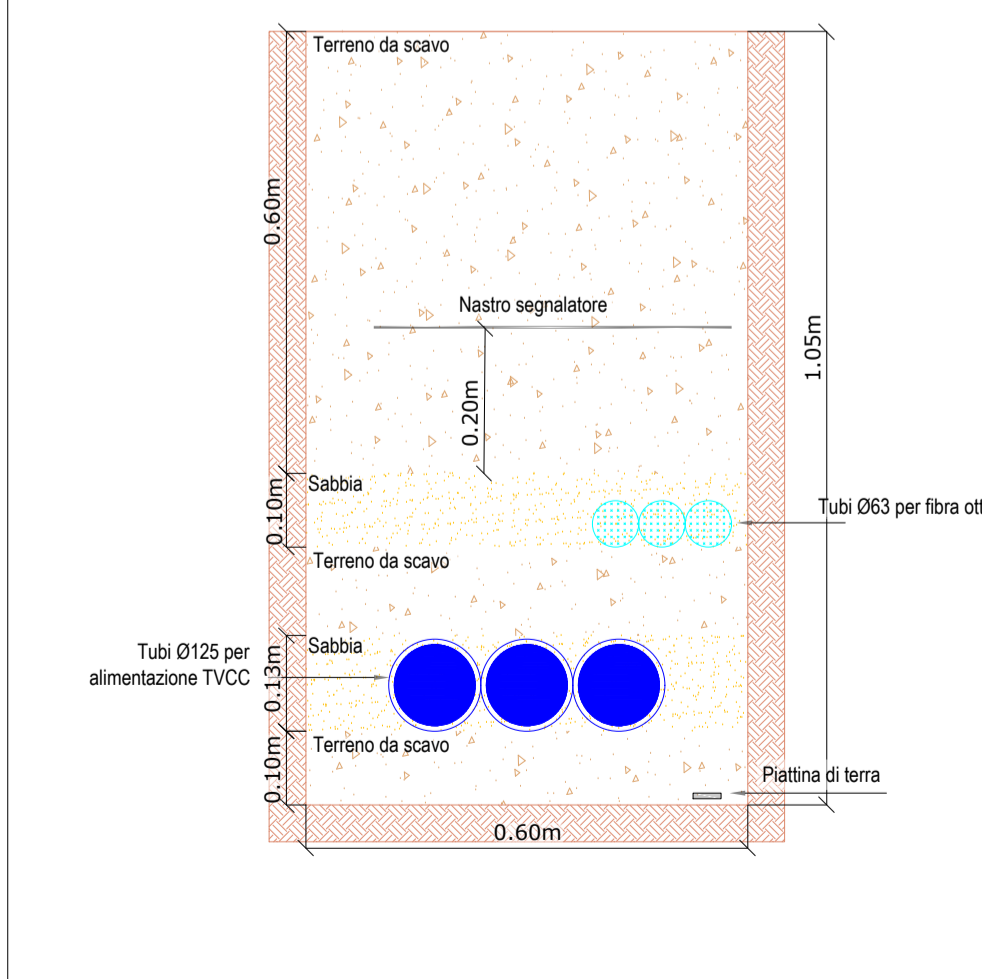 Terreno da scavo
0.60m
Nastro segnalatore
1.05m
0.20m
Sabbia
0.10m
Tubi Ø63 per fibra ott
Terreno da scavo
Sabbia
Tubi Ø125 per
alimentazione TVCC
0.13m
Terreno da scavo
0.10m
Piattina di terra
0.60m